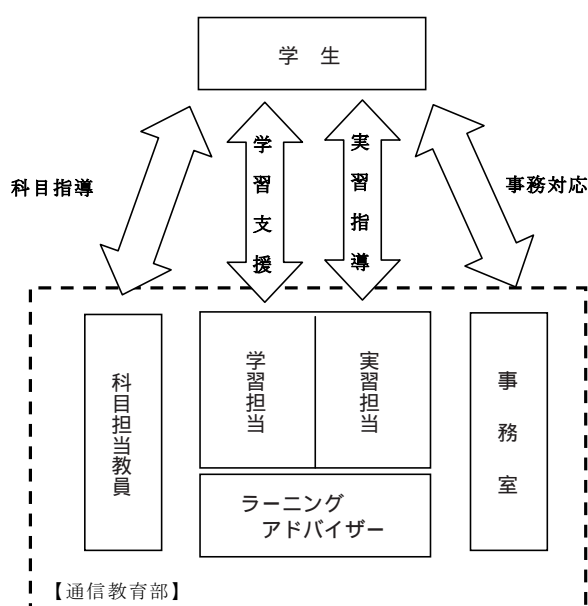 学 生
科目指導
学習支援
実習指導
事務対応
科目担当教員
学習担当
実習担当
事務室
ラーニング
アドバイザー
【通信教育部】